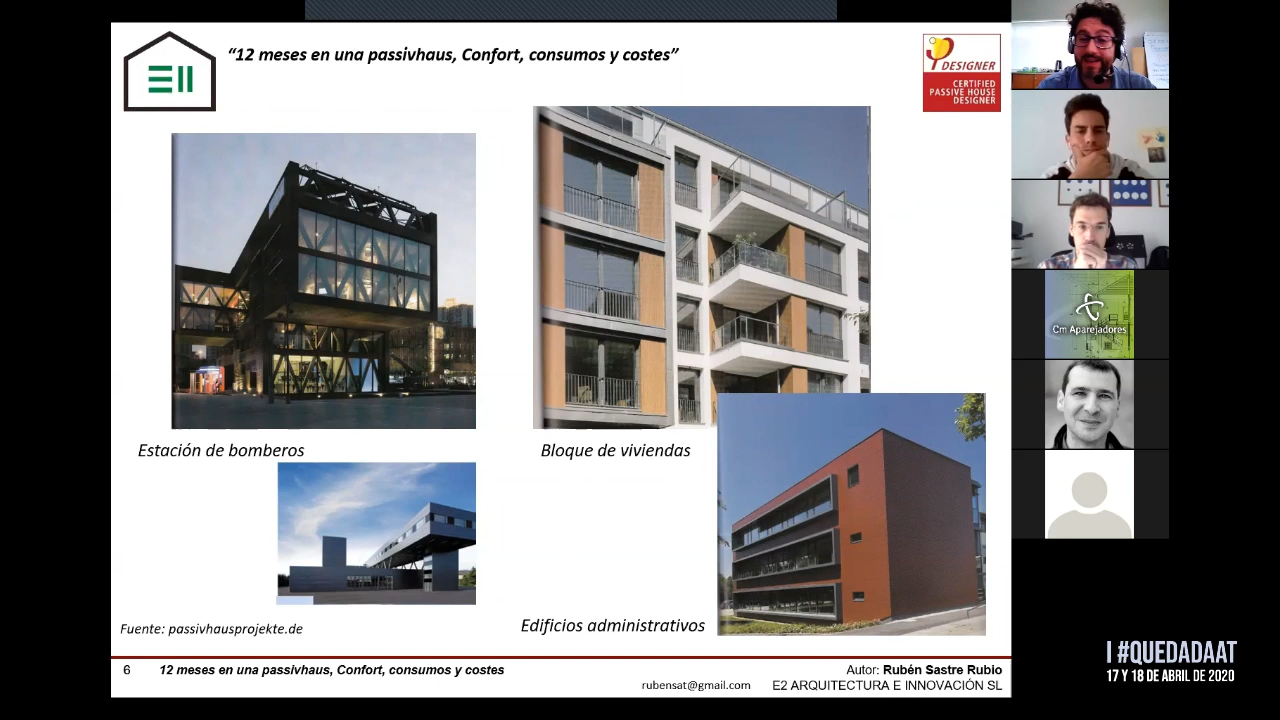 “12 meses en una passivhaus, Confort, consumos y costes”
DESIGNER
CERTIFIED
PASSIVE HOUSE
DESIGNER
Estación de bomberos
Bloque de viviendas
Fuente: passivhausprojekte.de
Edificios administrativos
6 12 meses en una passivhaus, Confort, consumos y costes
Autor: Rubén Sastre Rubio
rubensat@gmail.com E2 ARQUITECTURA E INNOVACIÓN SL
Cm Aparejadores
I #QUEDADAAT
17 Y 18 DE ABRIL DE 2020